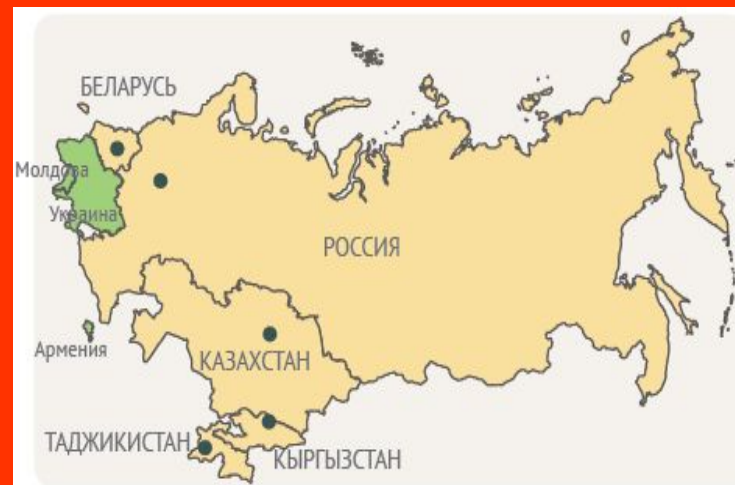 БЕЛАРУСЬ
Молдова
Украина
РОССИЯ
Армения
КАЗАХСТАН
ТАДЖИКИСТАН
КЫРГЫЗСТАН